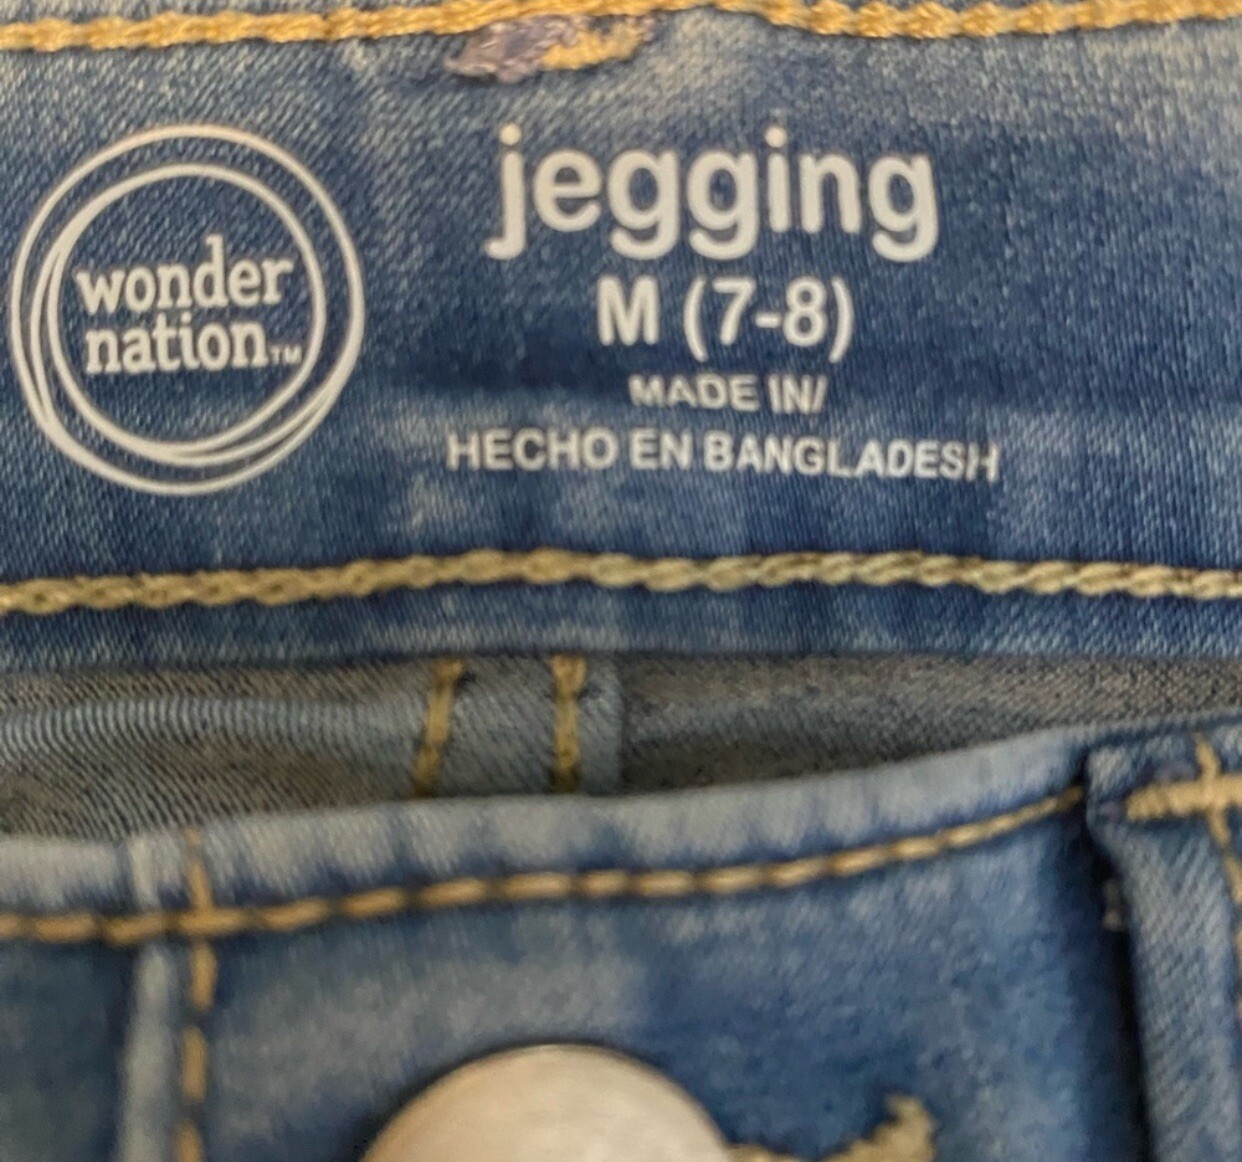 wonder
nation™
jegging
M (7-8)
MADE IN/
HECHO EN BANGLADESH